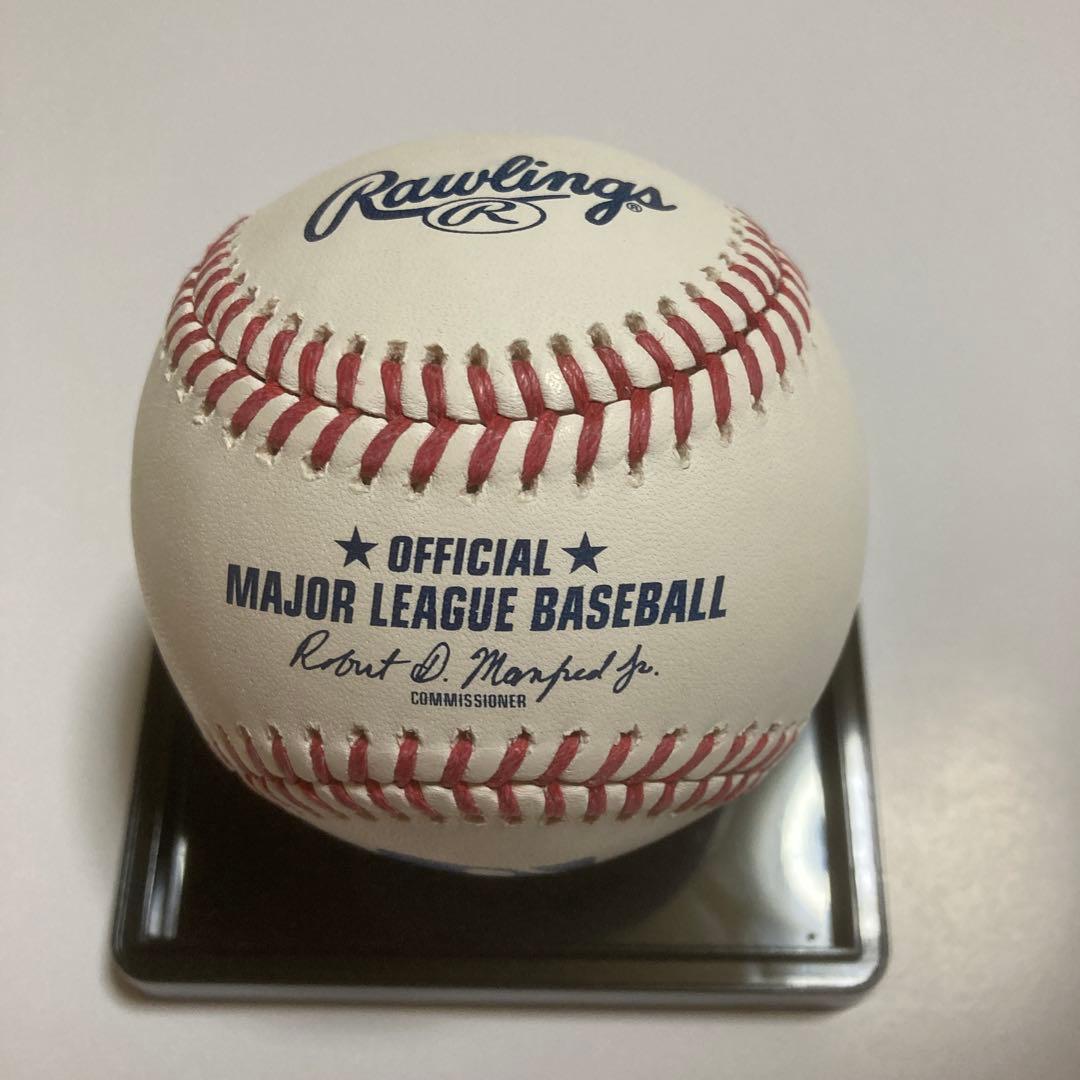 Rawlings®
R
★ OFFICIAL ★
MAJOR LEAGUE BASEBALL
Robert D. Manfred Jr.
COMMISSIONER